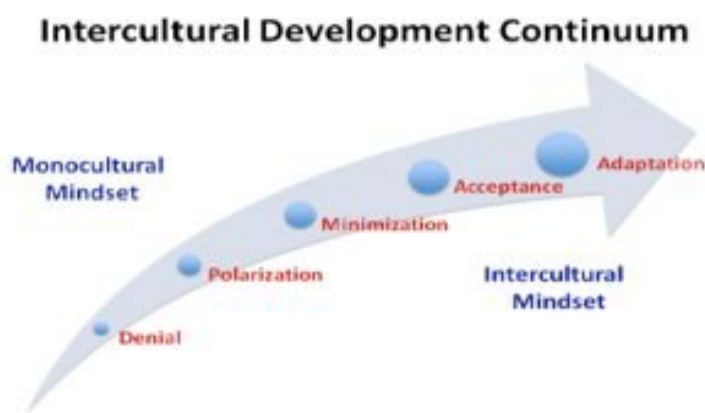 Intercultural Development Continuum
Monocultural
Mindset
Adaptation
Acceptance
Minimization
Polarization
Intercultural
Mindset
Denial